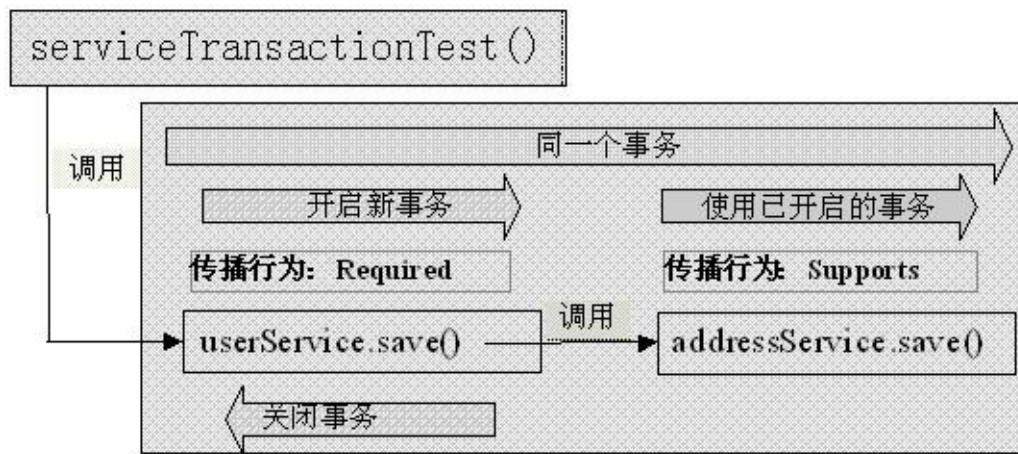 serviceTransactionTest()
调用
同一个事务
开启新事务
使用已开启的事务
传播行为: Required
传播行为: Supports
调用
userService.save()
addressService.save()
关闭事务